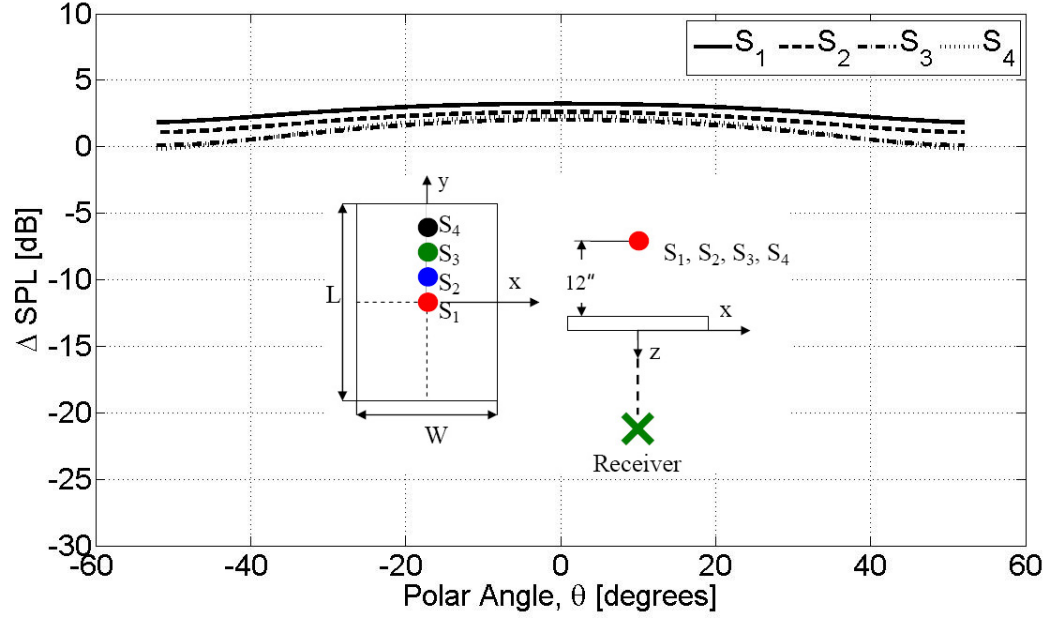 10
5
0
-5
-10
-15
-20
-25
-30
Δ SPL [dB]
S₁ S₂ S₃ S₄
y
S₄
S₃
S₂
S₁
x
L
W
S₁, S₂, S₃, S₄
12"
x
z
Receiver
-60 -40 -20 0 20 40 60
Polar Angle, θ [degrees]